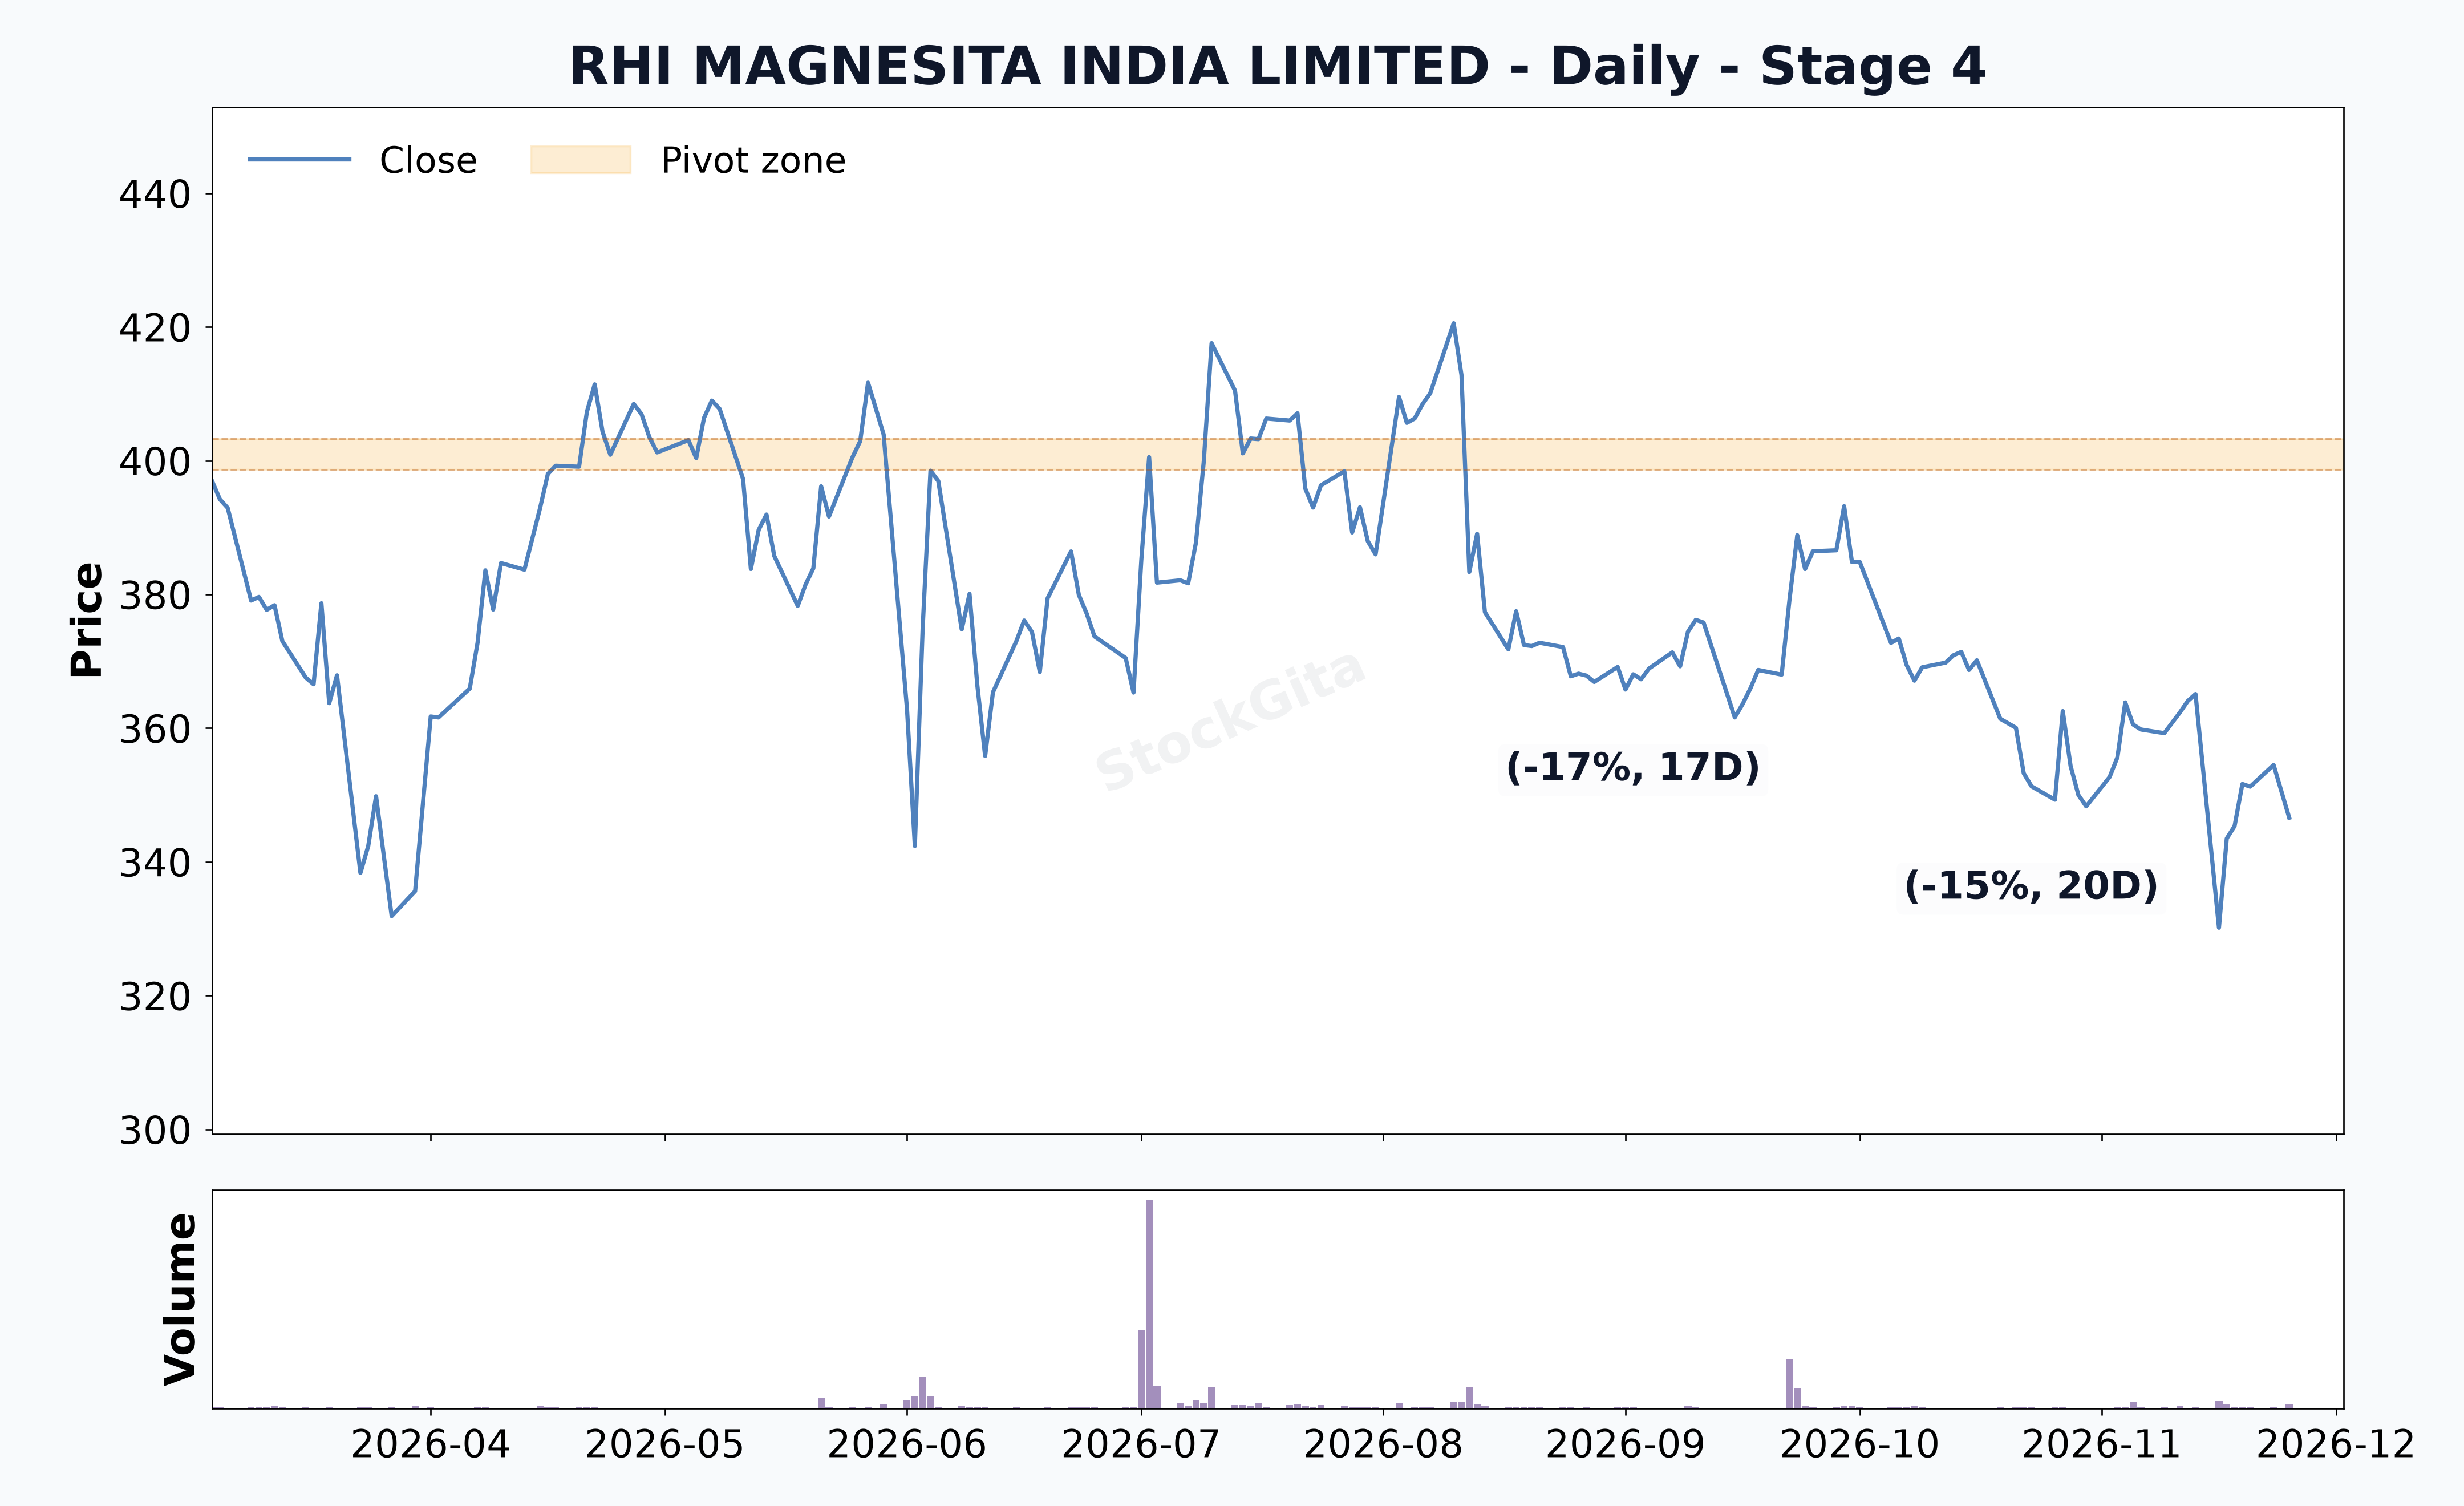 RHI MAGNESITA INDIA LIMITED - Daily - Stage 4
Close
Pivot zone
Price
440
420
400
380
360
340
320
300
StockGita
(-17%, 17D)
(-15%, 20D)
Volume
2026-04
2026-05
2026-06
2026-07
2026-08
2026-09
2026-10
2026-11
2026-12